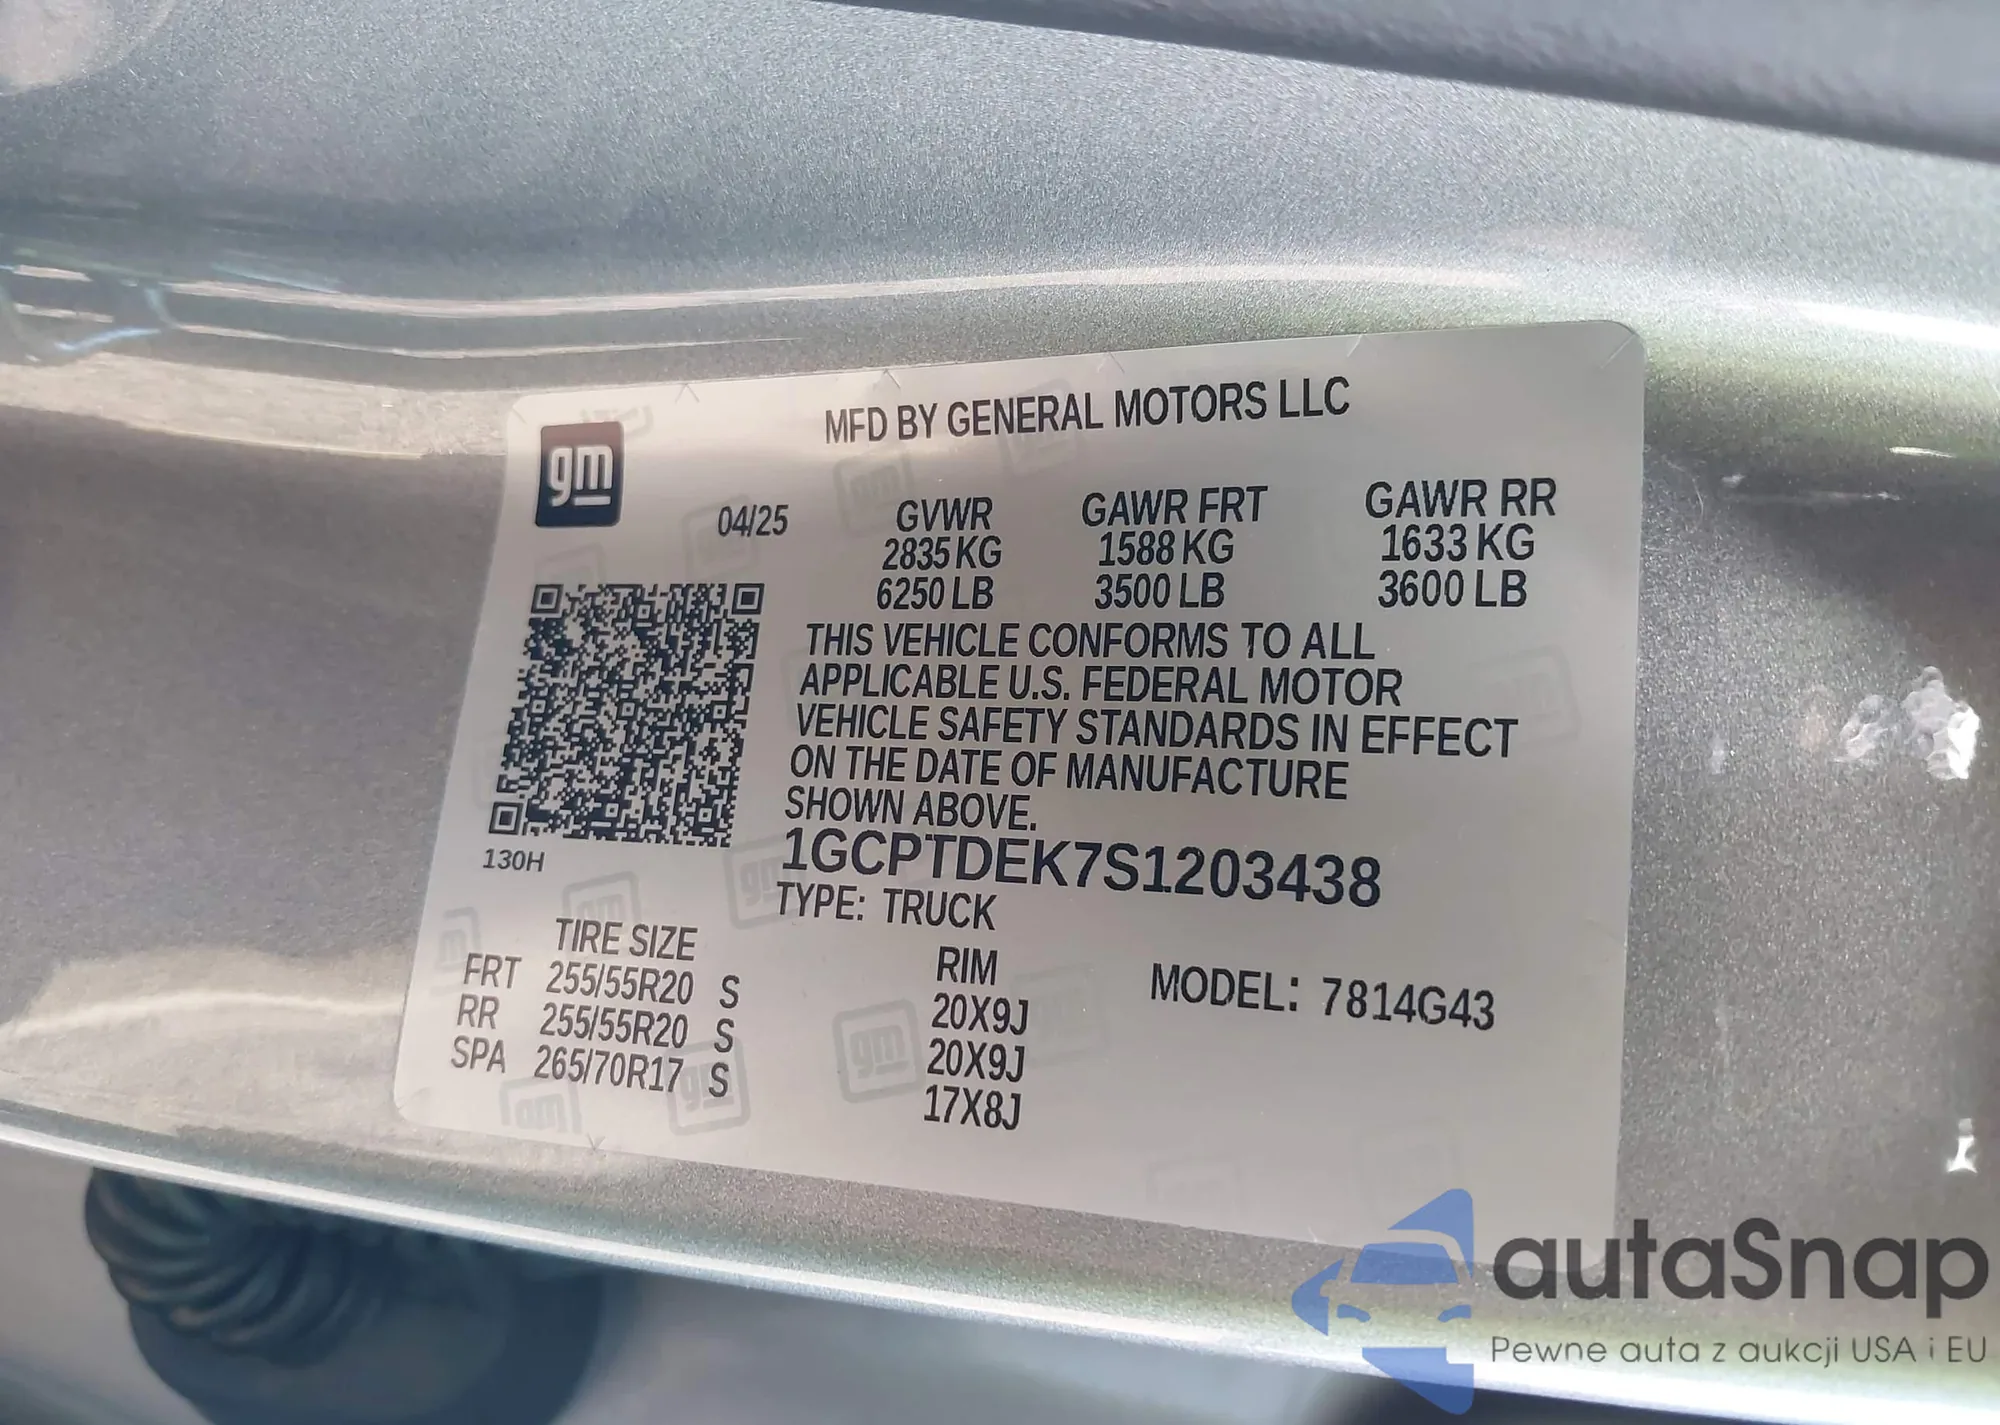 MFD BY GENERAL MOTORS LLC
gm
04/25 GVWR GAWR FRT GAWR RR
2835 KG 1588 KG 1633 KG
6250 LB 3500 LB 3600 LB
THIS VEHICLE CONFORMS TO ALL
APPLICABLE U.S. FEDERAL MOTOR
VEHICLE SAFETY STANDARDS IN EFFECT
ON THE DATE OF MANUFACTURE
SHOWN ABOVE.
130H
1GCPTDEK7S1203438
TYPE: TRUCK
TIRE SIZE RIM
FRT 255/55R20 S 20X9J
RR 255/55R20 S 20X9J
SPA 265/70R17 S 17X8J
MODEL: 7814G43
autaSnap
Pewne auta z aukcji USA i EU